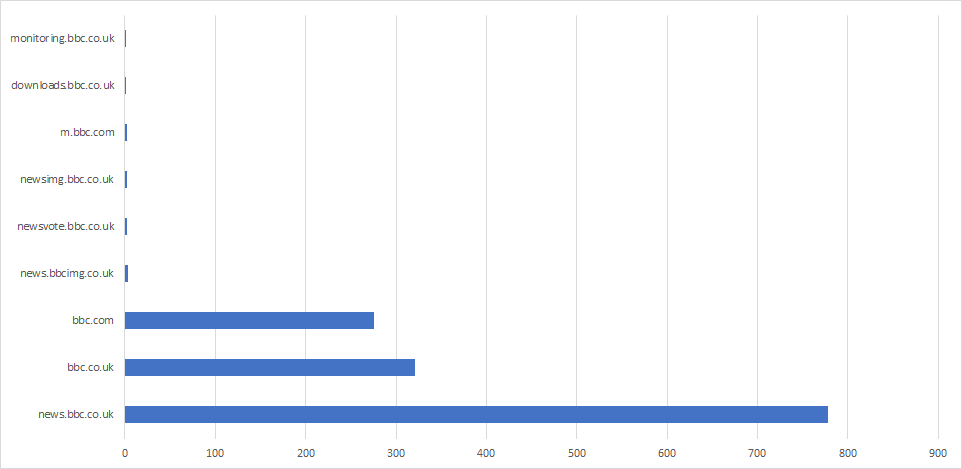 monitoring.bbc.co.uk
downloads.bbc.co.uk
m.bbc.com
newsimg.bbc.co.uk
newsvote.bbc.co.uk
news.bbcimg.co.uk
bbc.com
bbc.co.uk
news.bbc.co.uk
0 100 200 300 400 500 600 700 800 900